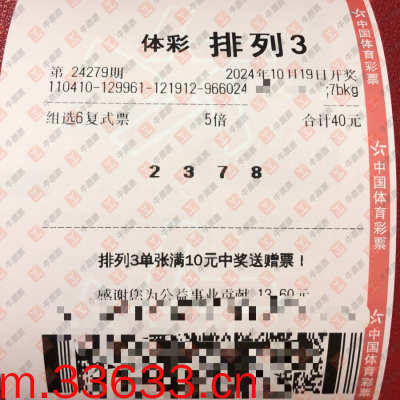 体彩 排列3
第 24279期 2024年10月19日开奖
110410-129961-121912-966024 ;7bkg
组选6复式票 5倍 合计40元
2 3 7 8
排列3单张满10元中奖送赠票！
感谢您为公益事业贡献 13.60元
m.33633.cn
中国体育彩票
中国体育彩票
中国体育彩票